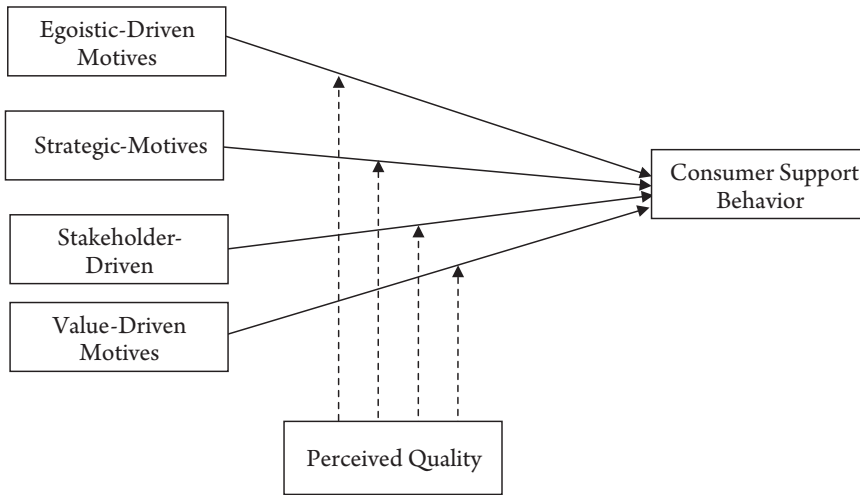 Egoistic-Driven
Motives
Strategic-Motives
Stakeholder-
Driven
Value-Driven
Motives
Consumer Support
Behavior
Perceived Quality